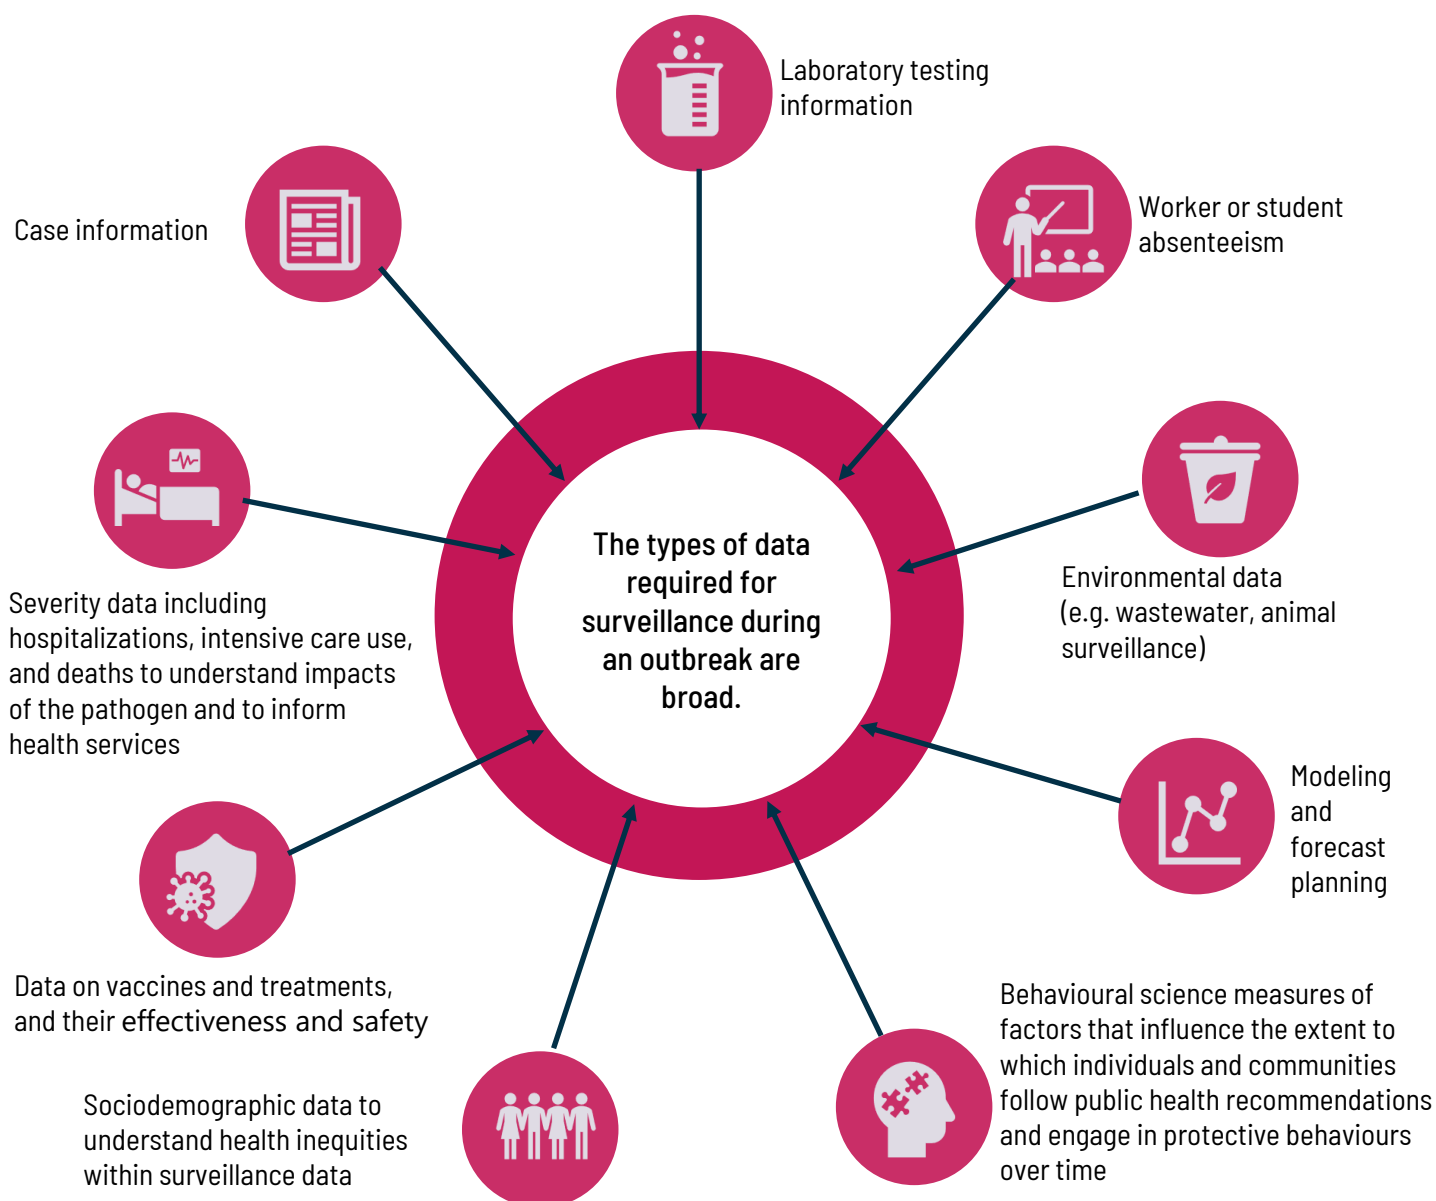 Laboratory testing
information
Case information
Worker or student
absenteeism
The types of data
required for
surveillance during
an outbreak are
broad.
Environmental data
(e.g. wastewater, animal
surveillance)
Severity data including
hospitalizations, intensive care use,
and deaths to understand impacts
of the pathogen and to inform
health services
Modeling
and
forecast
planning
Data on vaccines and treatments,
and their effectiveness and safety
Behavioural science measures of
factors that influence the extent to
which individuals and communities
follow public health recommendations
and engage in protective behaviours
over time
Sociodemographic data to
understand health inequities
within surveillance data